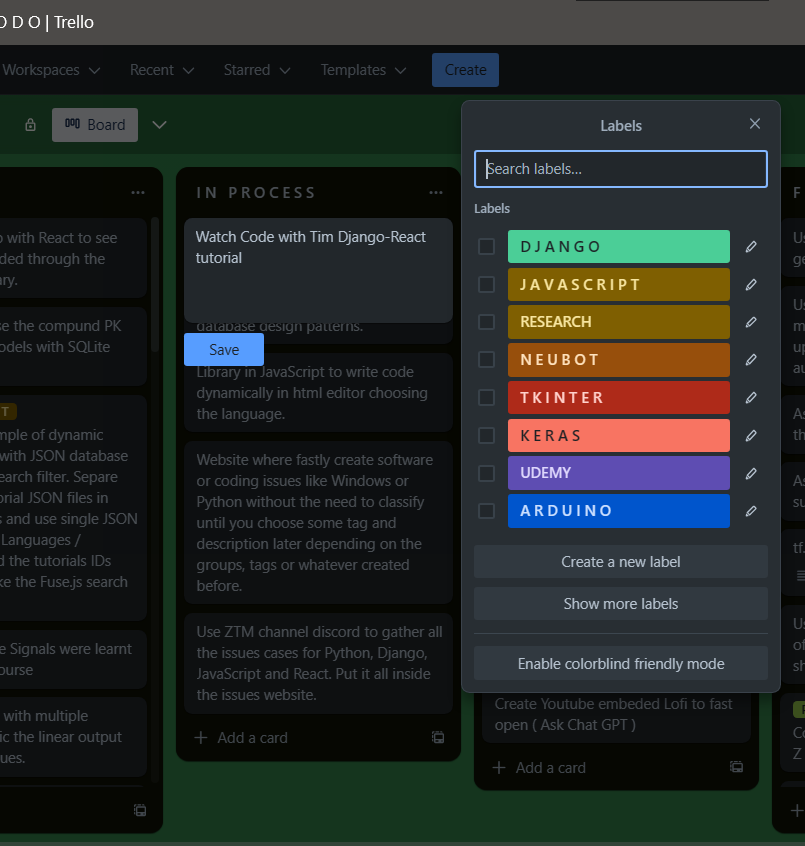 O D O | Trello
Workspaces
Recent
Starred
Templates
Create
Board
with React to see
ded through the
se the compund PK
odels with SQLite
T
mple of dynamic
with JSON database
earch filter. Separe
orial JSON files in
s and use single JSON
Languages /
d the tutorials IDs
ke the Fuse.js search
e Signals were learnt
ourse
with multiple
ic the linear output
ues.
I N  P R O C E S S
Watch Code with Tim Django-React
tutorial
database design patterns.
Save
Library in JavaScript to write code
dynamically in html editor choosing
the language.
Website where fastly create software
or coding issues like Windows or
Python without the need to classify
until you choose some tag and
description later depending on the
groups, tags or whatever created
before.
Use ZTM channel discord to gather all
the issues cases for Python, Django,
JavaScript and React. Put it all inside
the issues website.
Add a card
Labels
Search labels...
Labels
D J A N G O
J A V A S C R I P T
RESEARCH
N E U B O T
T K I N T E R
K E R A S
UDEMY
A R D U I N O
Create a new label
Show more labels
Enable colorblind friendly mode
Create Youtube embeded Lofi to fast
open ( Ask Chat GPT )
Add a card
F
Us
ge
Us
m
up
au
As
th
As
su
tf.
Us
of
sh
Co
Z